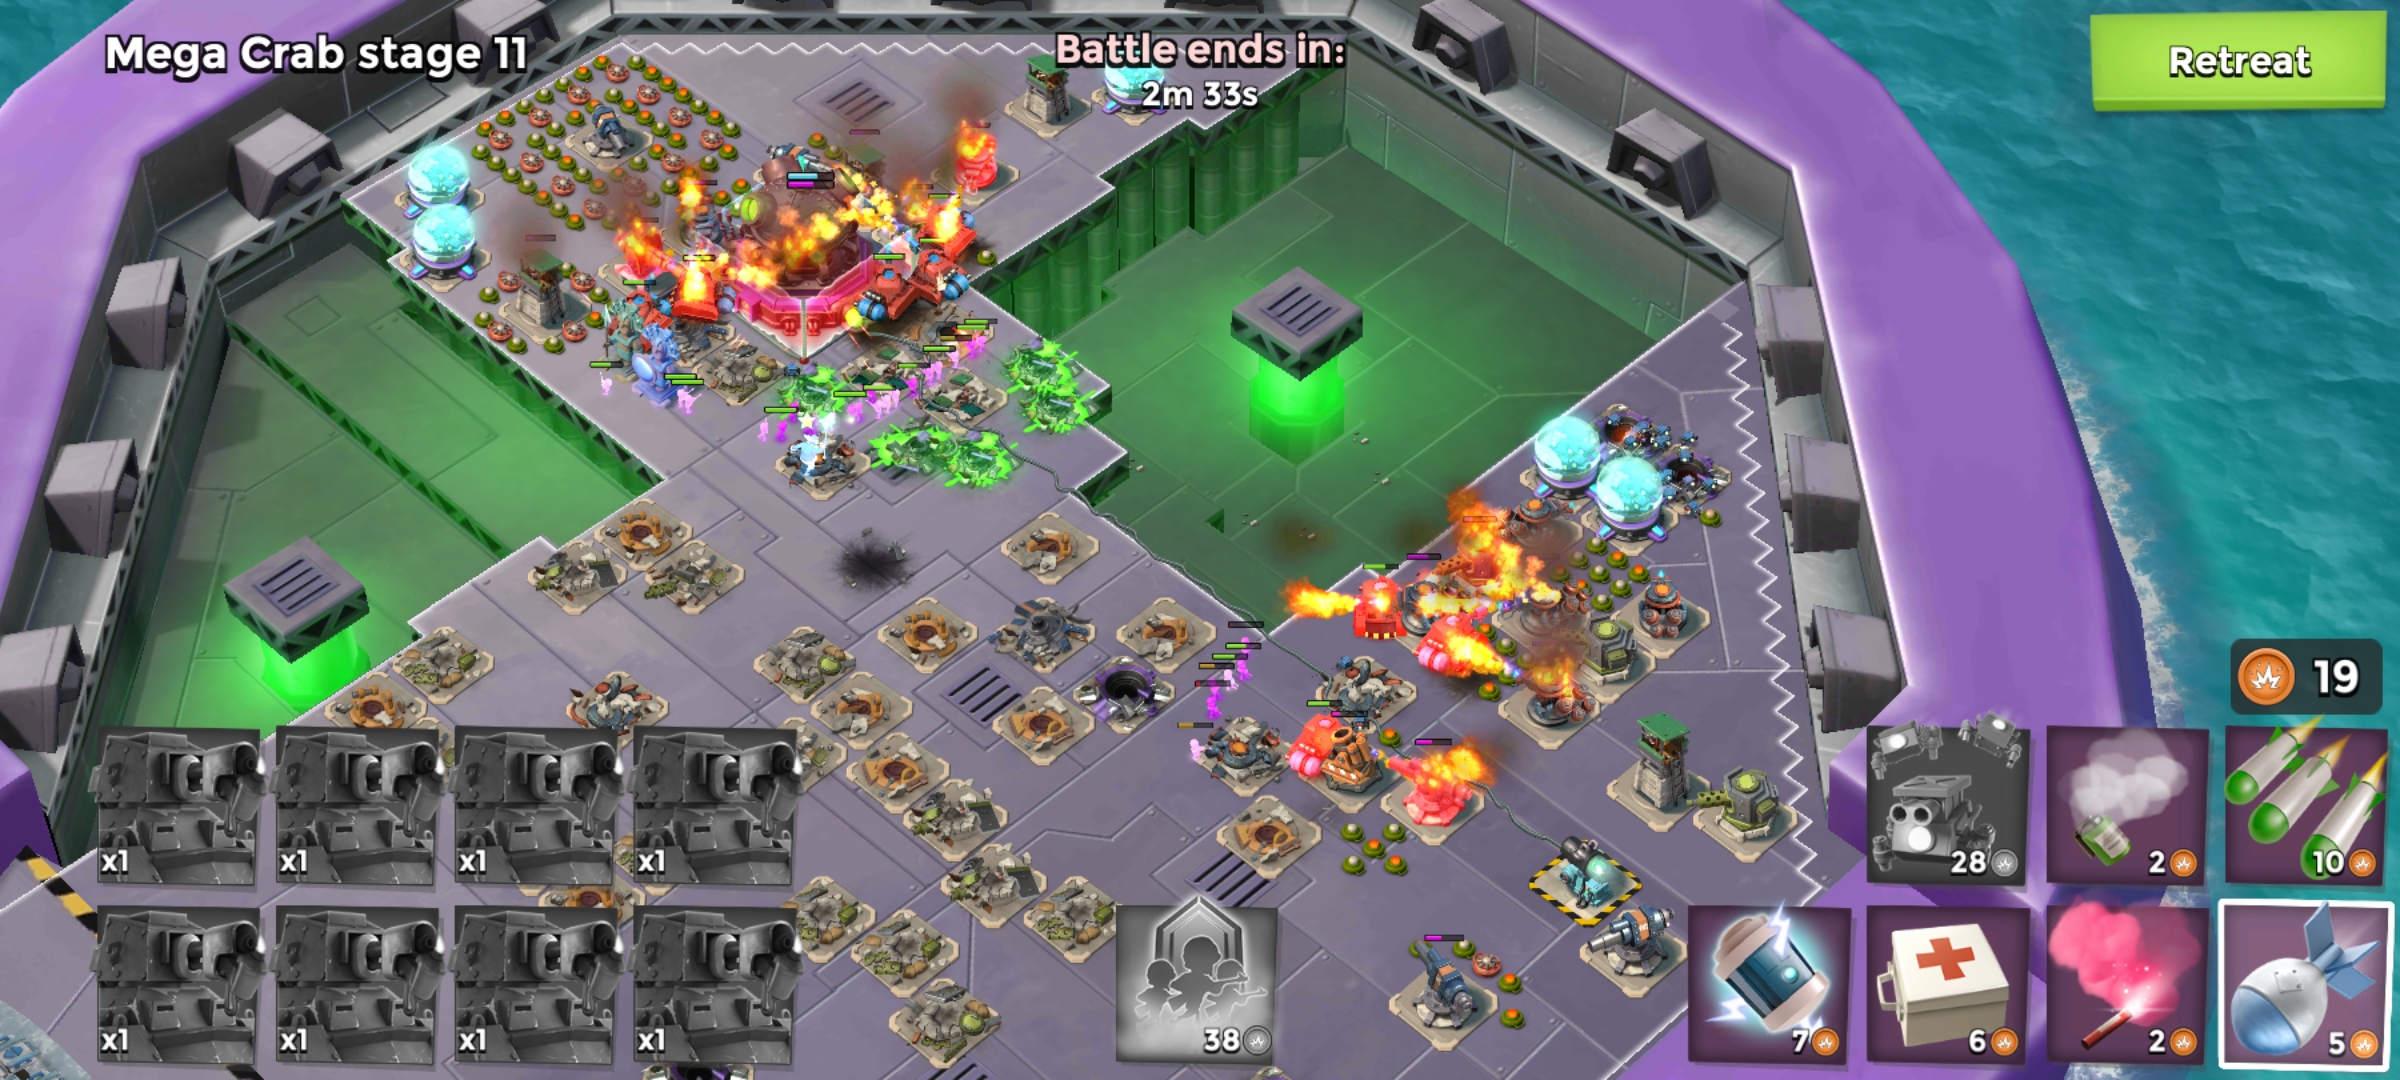 Mega Crab stage 11
Battle ends in:
2m 33s
Retreat
19
x1
x1
x1
x1
28
2
10
x1
x1
x1
x1
38
7
6
2
5